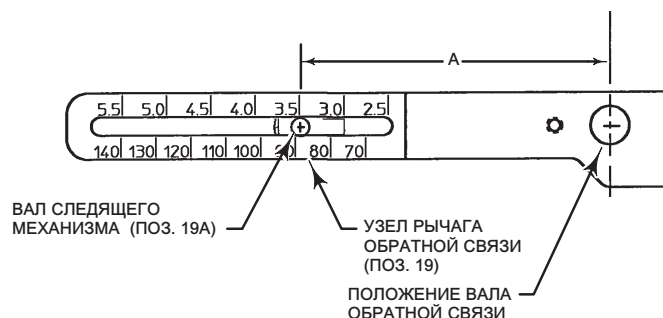 A
5.5 5.0 4.5 4.0 3.5 3.0 2.5
140 130 120 110 100 90 80 70
ВАЛ СЛЕДЯЩЕГО
МЕХАНИЗМА (ПОЗ. 19А)
УЗЕЛ РЫЧАГА
ОБРАТНОЙ СВЯЗИ
(ПОЗ. 19)
ПОЛОЖЕНИЕ ВАЛА
ОБРАТНОЙ СВЯЗИ